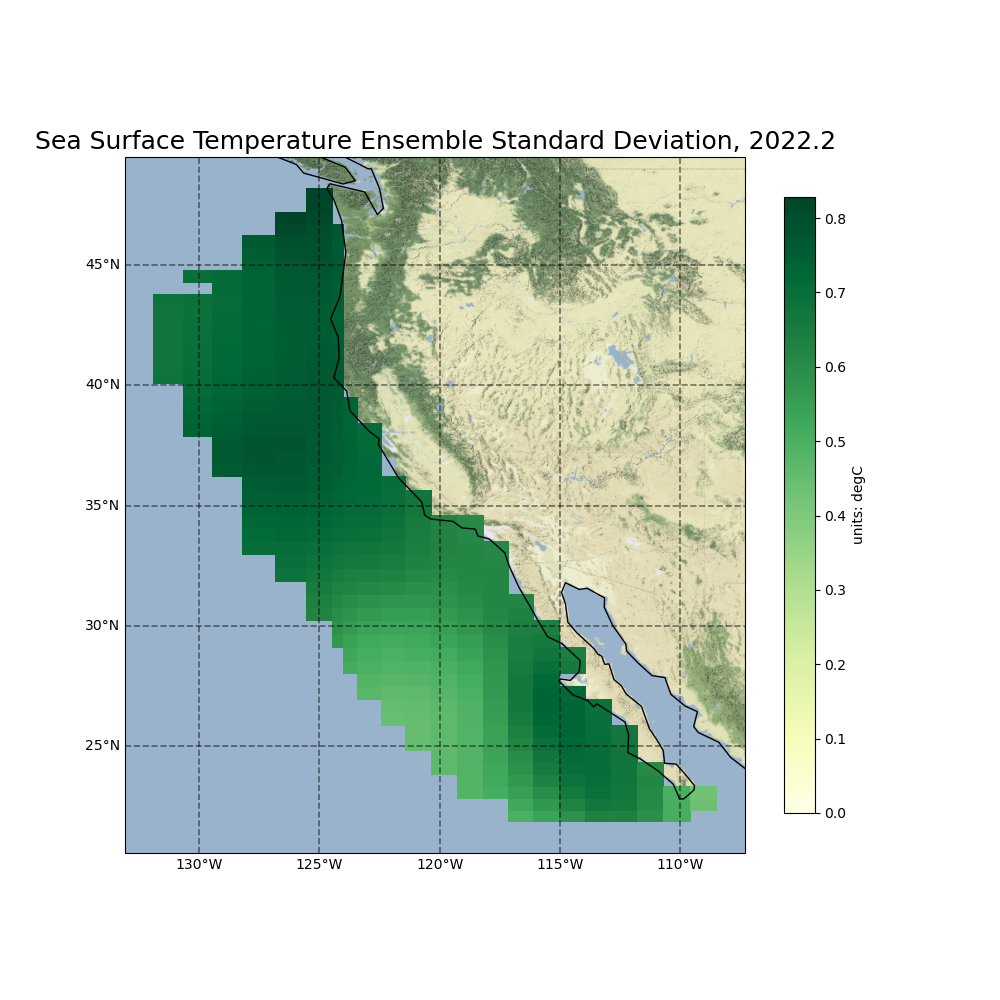 Sea Surface Temperature Ensemble Standard Deviation, 2022.2
45°N
40°N
35°N
30°N
25°N
130°W 125°W 120°W 115°W 110°W
0.8
0.7
0.6
0.5
0.4
0.3
0.2
0.1
0.0
units: degC